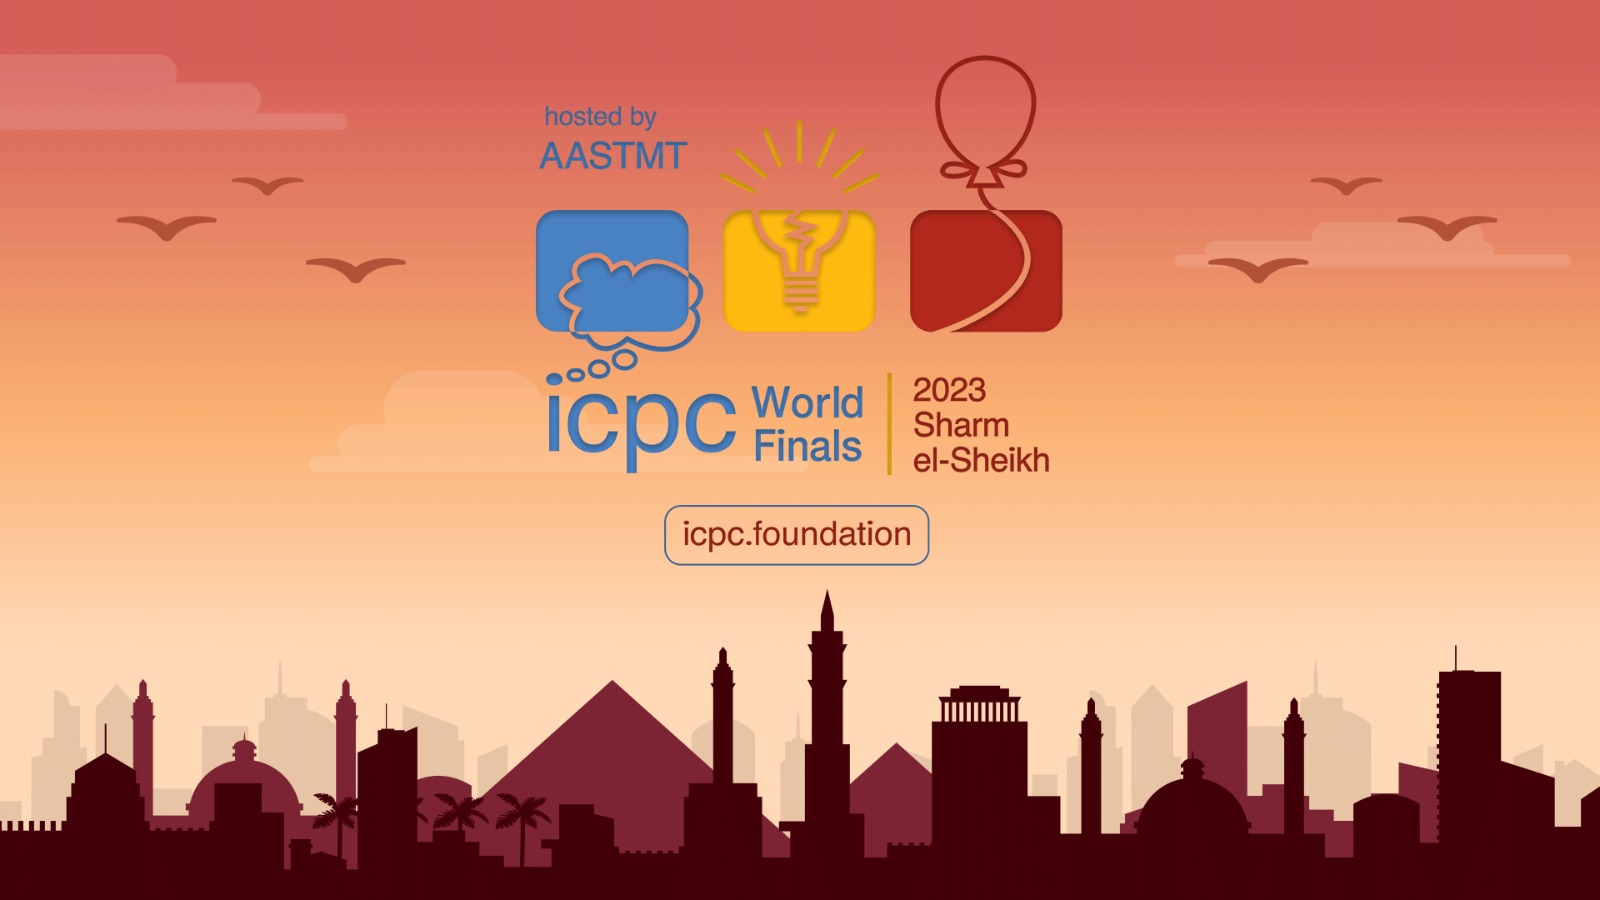 hosted by
AASTMT
icpc World
Finals
2023
Sharm
el-Sheikh
icpc.foundation